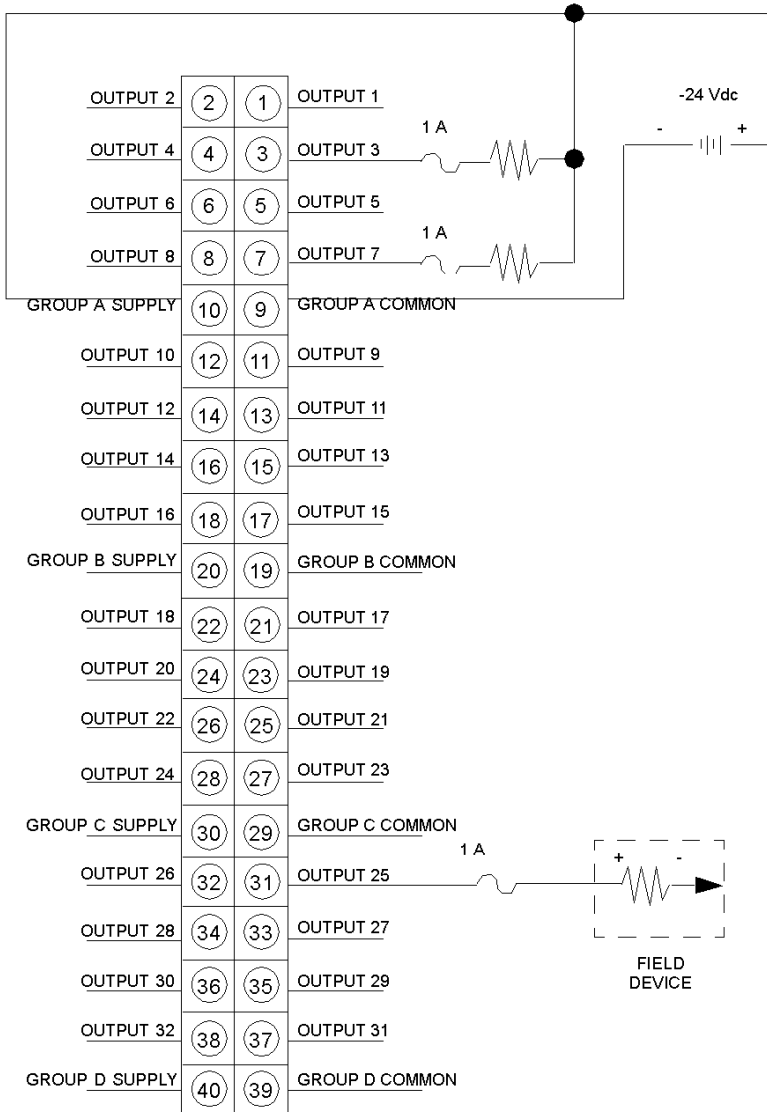 -24 Vdc
- +
OUTPUT 2 2 1 OUTPUT 1
1 A
OUTPUT 4 4 3 OUTPUT 3
OUTPUT 6 6 5 OUTPUT 5
1 A
OUTPUT 8 8 7 OUTPUT 7
GROUP A SUPPLY 10 9 GROUP A COMMON
OUTPUT 10 12 11 OUTPUT 9
OUTPUT 12 14 13 OUTPUT 11
OUTPUT 14 16 15 OUTPUT 13
OUTPUT 16 18 17 OUTPUT 15
GROUP B SUPPLY 20 19 GROUP B COMMON
OUTPUT 18 22 21 OUTPUT 17
OUTPUT 20 24 23 OUTPUT 19
OUTPUT 22 26 25 OUTPUT 21
OUTPUT 24 28 27 OUTPUT 23
GROUP C SUPPLY 30 29 GROUP C COMMON
1 A
+ -
OUTPUT 26 32 31 OUTPUT 25
OUTPUT 28 34 33 OUTPUT 27
FIELD
DEVICE
OUTPUT 30 36 35 OUTPUT 29
OUTPUT 32 38 37 OUTPUT 31
GROUP D SUPPLY 40 39 GROUP D COMMON